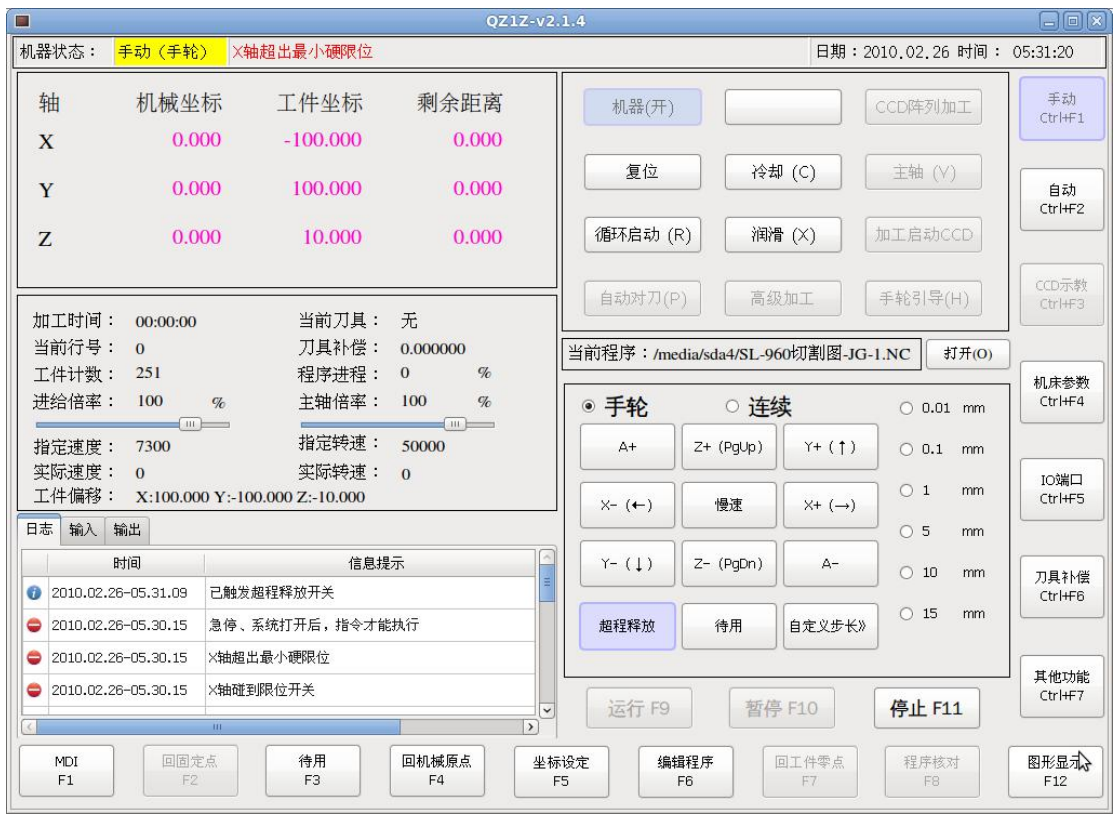 QZ1Z-v2.1.4
机器状态： 手动（手轮） X轴超出最小硬限位 日期：2010.02.26 时间： 05:31:20
轴 机械坐标 工件坐标 剩余距离
X 0.000 -100.000 0.000
Y 0.000 100.000 0.000
Z 0.000 10.000 0.000
加工时间： 00:00:00 当前刀具： 无
当前行号： 0 刀具补偿： 0.000000
工件计数： 251 程序进程： 0 %
进给倍率： 100 % 主轴倍率： 100 %
指定速度： 7300 指定转速： 50000
实际速度： 0 实际转速： 0
工件偏移： X:100.000 Y:-100.000 Z:-10.000
日志 输入 输出
时间 信息提示
2010.02.26-05.31.09 已触发超程释放开关
2010.02.26-05.30.15 急停、系统打开后，指令才能执行
2010.02.26-05.30.15 X轴超出最小硬限位
2010.02.26-05.30.15 X轴碰到限位开关
机器(开) CCD阵列加工
复位 冷却 (C) 主轴 (V)
循环启动 (R) 润滑 (X) 加工启动CCD
自动对刀(P) 高级加工 手轮引导(H)
当前程序：/media/sda4/SL-960切割图-JG-1.NC 打开(O)
手轮 连续 0.01 mm
A+ Z+ (PgUp) Y+ (↑) 0.1 mm
X- (←) 慢速 X+ (→) 1 mm
5 mm
Y- (↓) Z- (PgDn) A- 10 mm
超程释放 待用 自定义步长》 15 mm
运行 F9 暂停 F10 停止 F11
手动
Ctrl+F1
自动
Ctrl+F2
CCD示教
Ctrl+F3
机床参数
Ctrl+F4
IO端口
Ctrl+F5
刀具补偿
Ctrl+F6
其他功能
Ctrl+F7
MDI 回固定点 待用 回机械原点 坐标设定 编辑程序 回工件零点 程序核对 图形显示
F1 F2 F3 F4 F5 F6 F7 F8 F12